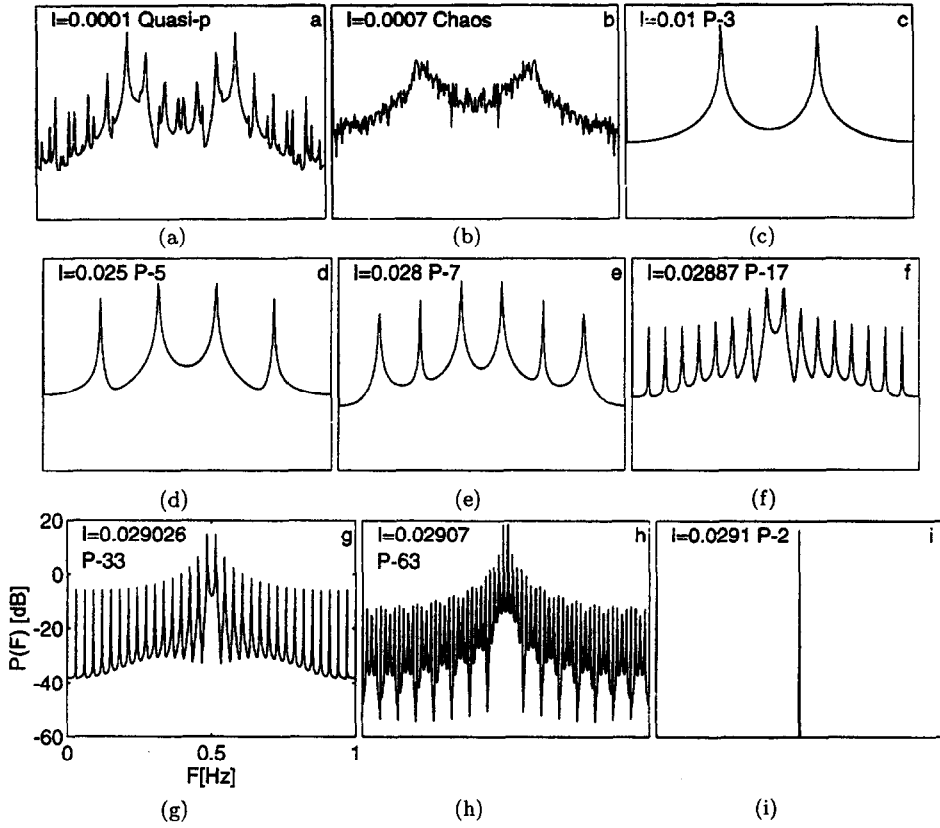 I=0.0001 Quasi-p a
I=0.0007 Chaos b
I=0.01 P-3 c
(a) (b) (c)
I=0.025 P-5 d
I=0.028 P-7 e
I=0.02887 P-17 f
(d) (e) (f)
20
0
-20
-40
-60
P(F) [dB]
I=0.029026 g
P-33
I=0.02907 h
P-63
I=0.0291 P-2 i
0 0.5 1
F[Hz]
(g) (h) (i)